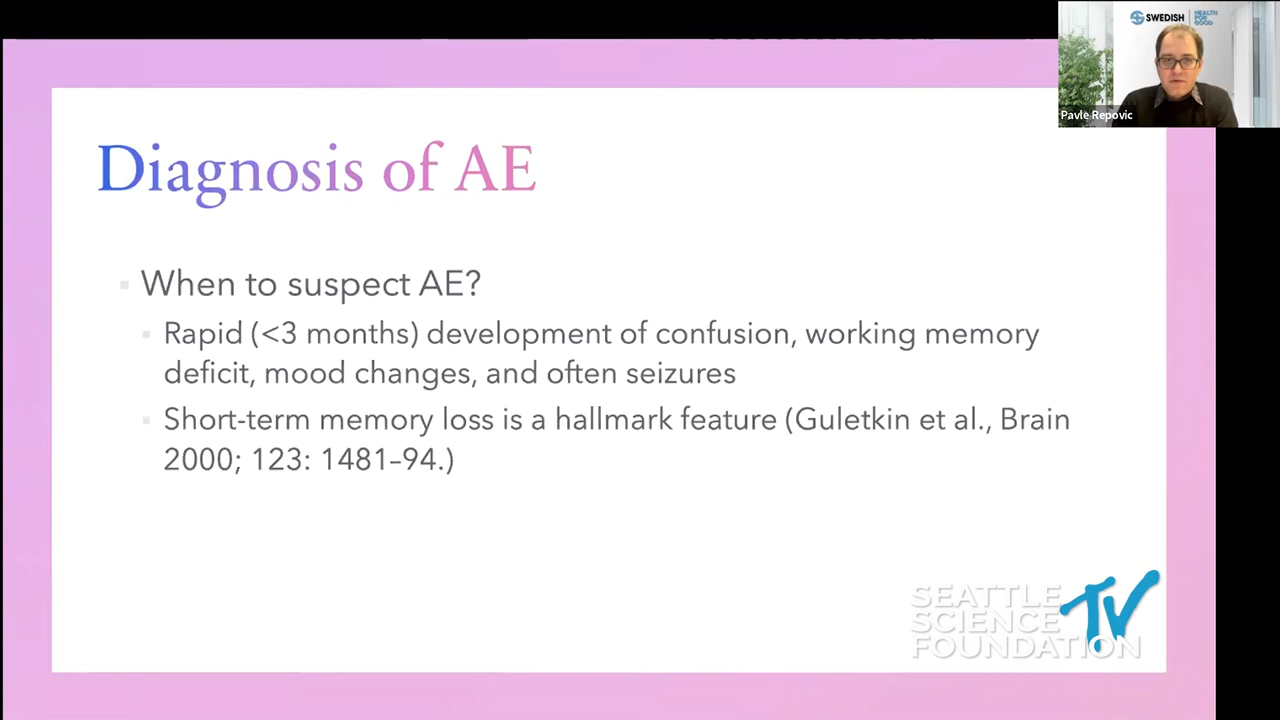 SWEDISH
HEALTH
FOR
GOOD
Pavle Repovic
Diagnosis of AE
When to suspect AE?
Rapid (<3 months) development of confusion, working memory
deficit, mood changes, and often seizures
Short-term memory loss is a hallmark feature (Guletkin et al., Brain
2000; 123: 1481–94.)
SEATTLE
SCIENCE
FOUNDATION
TV